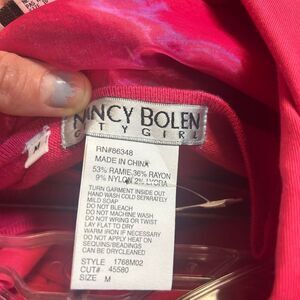 NCY BOLEN
C TYGIRL
M
RN#86348
MADE IN CHINA
53% RAMIE,36% RAYON
9% NYLON,2% LYCRA
TURN GARMENT INSIDE OUT
HAND WASH COLD SEPARATELY
MILD SOAP
DO NOT BLEACH
DO NOT MACHINE WASH
DO NOT WRING OR TWIST
LAY FLAT TO DRY
WARM IRON IF NECESSARY
DO NOT APPLY HEAT ON
SEQUINS/BEADING
CAN BE DRYCLEANED.
STYLE 1768M02
CUT# 45580
SIZE M